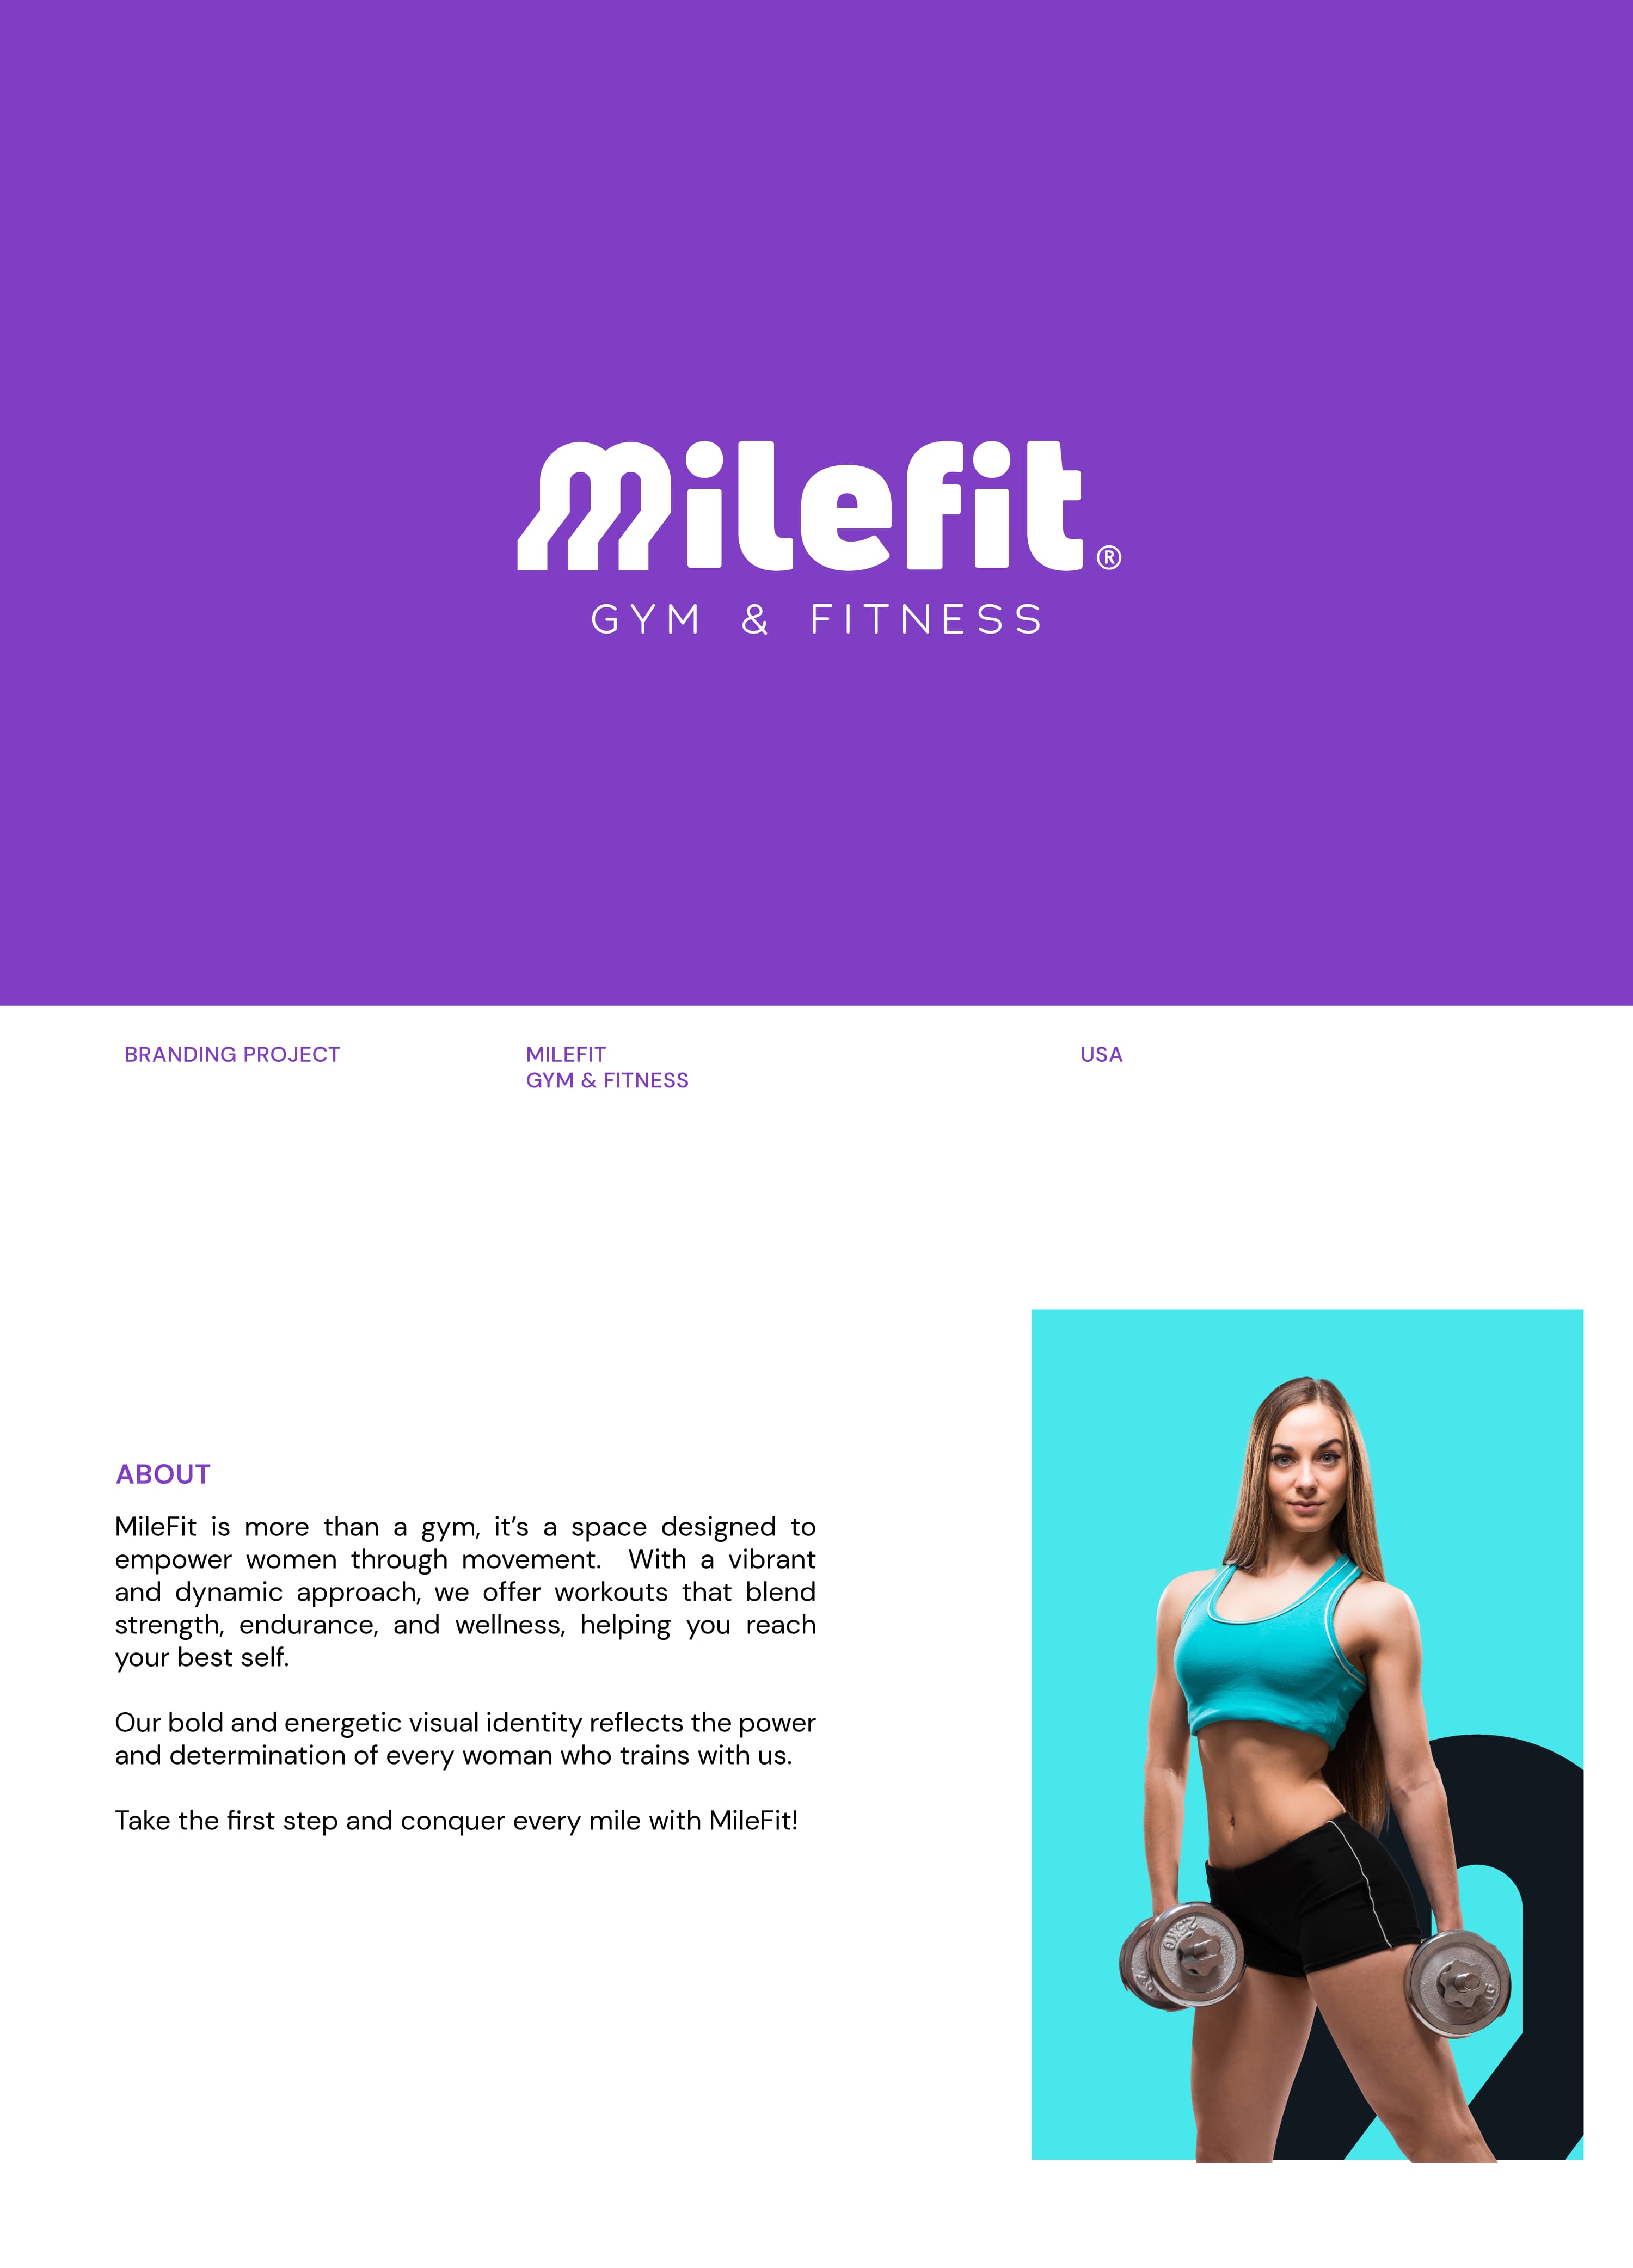 milefit®
GYM & FITNESS
BRANDING PROJECT
MILEFIT
GYM & FITNESS
USA
ABOUT
MileFit is more than a gym, it’s a space designed to
empower women through movement.  With a vibrant
and dynamic approach, we offer workouts that blend
strength, endurance, and wellness, helping you reach
your best self.
Our bold and energetic visual identity reflects the power
and determination of every woman who trains with us.
Take the first step and conquer every mile with MileFit!